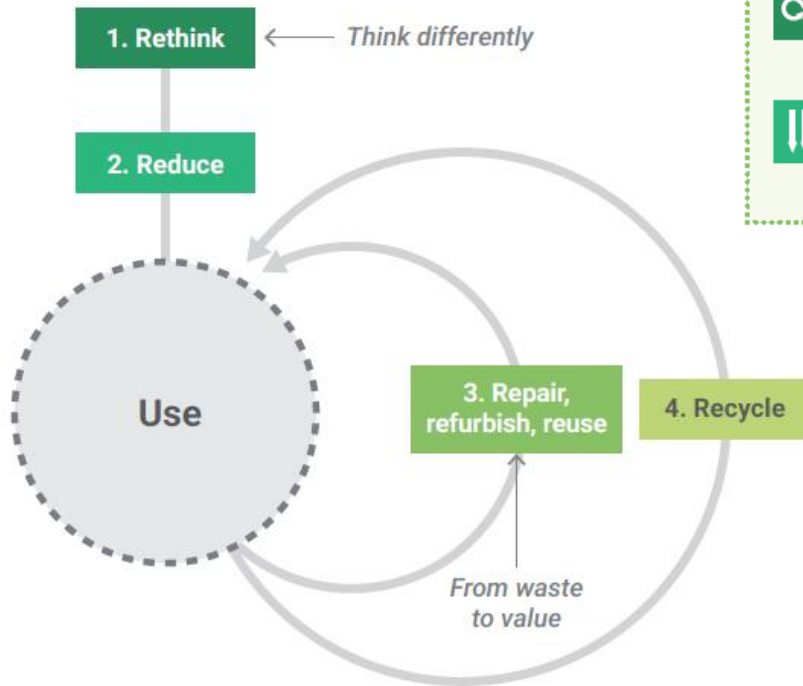 1. Rethink
Think differently
2. Reduce
Use
3. Repair,
refurbish, reuse
4. Recycle
From waste
to value